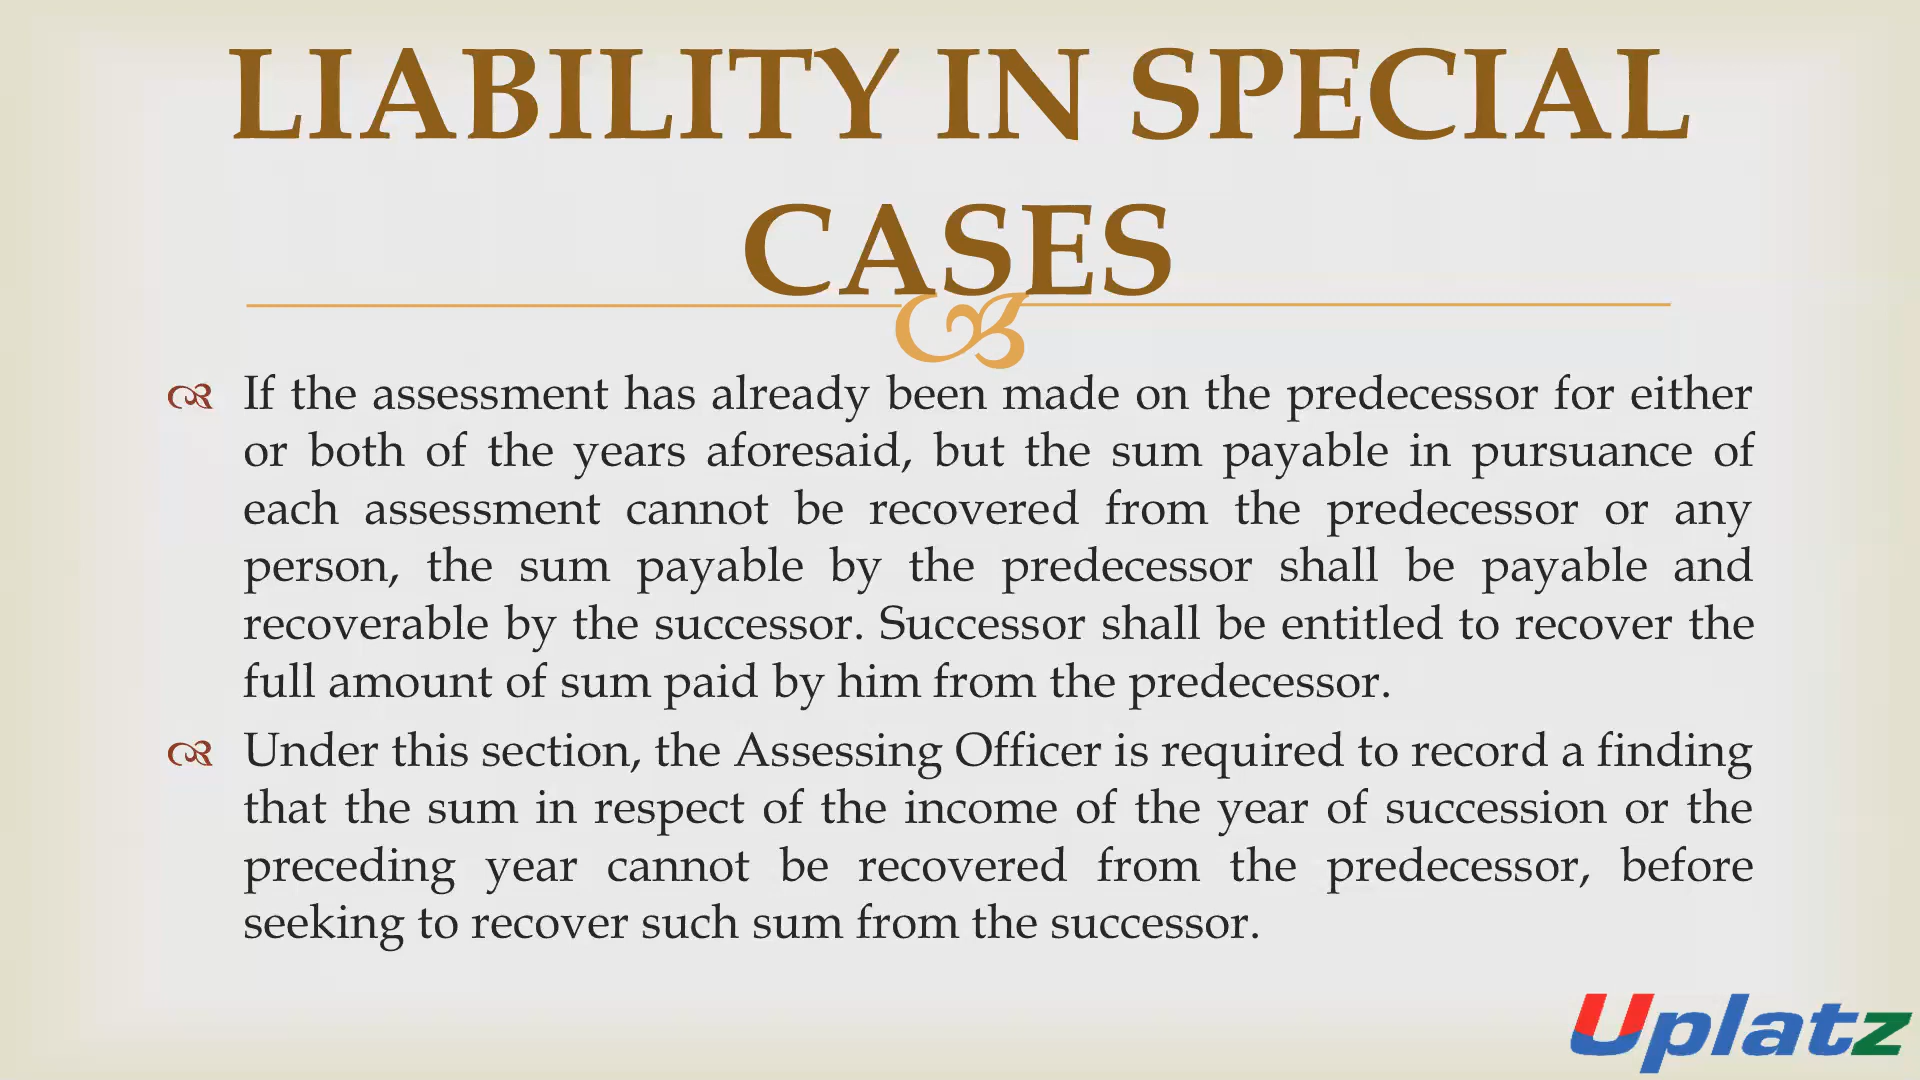 LIABILITY IN SPECIAL
CASES
If the assessment has already been made on the predecessor for either
or both of the years aforesaid, but the sum payable in pursuance of
each assessment cannot be recovered from the predecessor or any
person, the sum payable by the predecessor shall be payable and
recoverable by the successor. Successor shall be entitled to recover the
full amount of sum paid by him from the predecessor.
Under this section, the Assessing Officer is required to record a finding
that the sum in respect of the income of the year of succession or the
preceding year cannot be recovered from the predecessor, before
seeking to recover such sum from the successor.
Uplatz